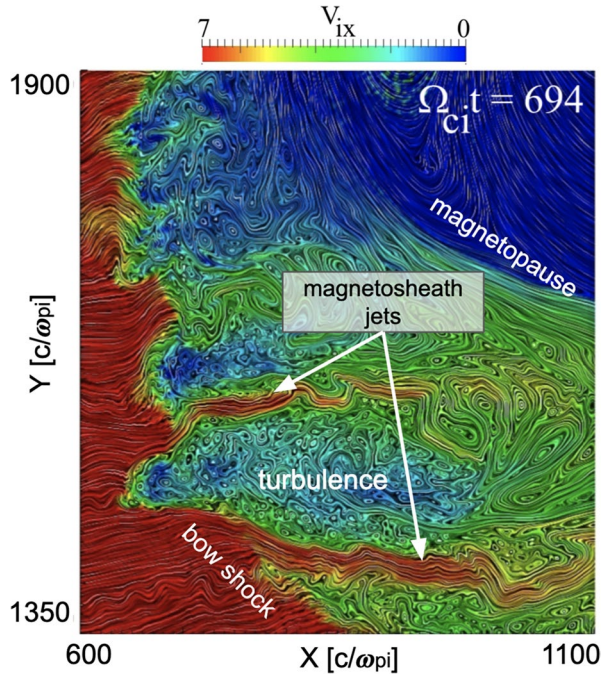 V_ix
7 0
1900
Ω_ci t = 694
magnetopause
magnetosheath
jets
Y [c/ω_pi]
turbulence
bow shock
1350
600 X [c/ω_pi] 1100